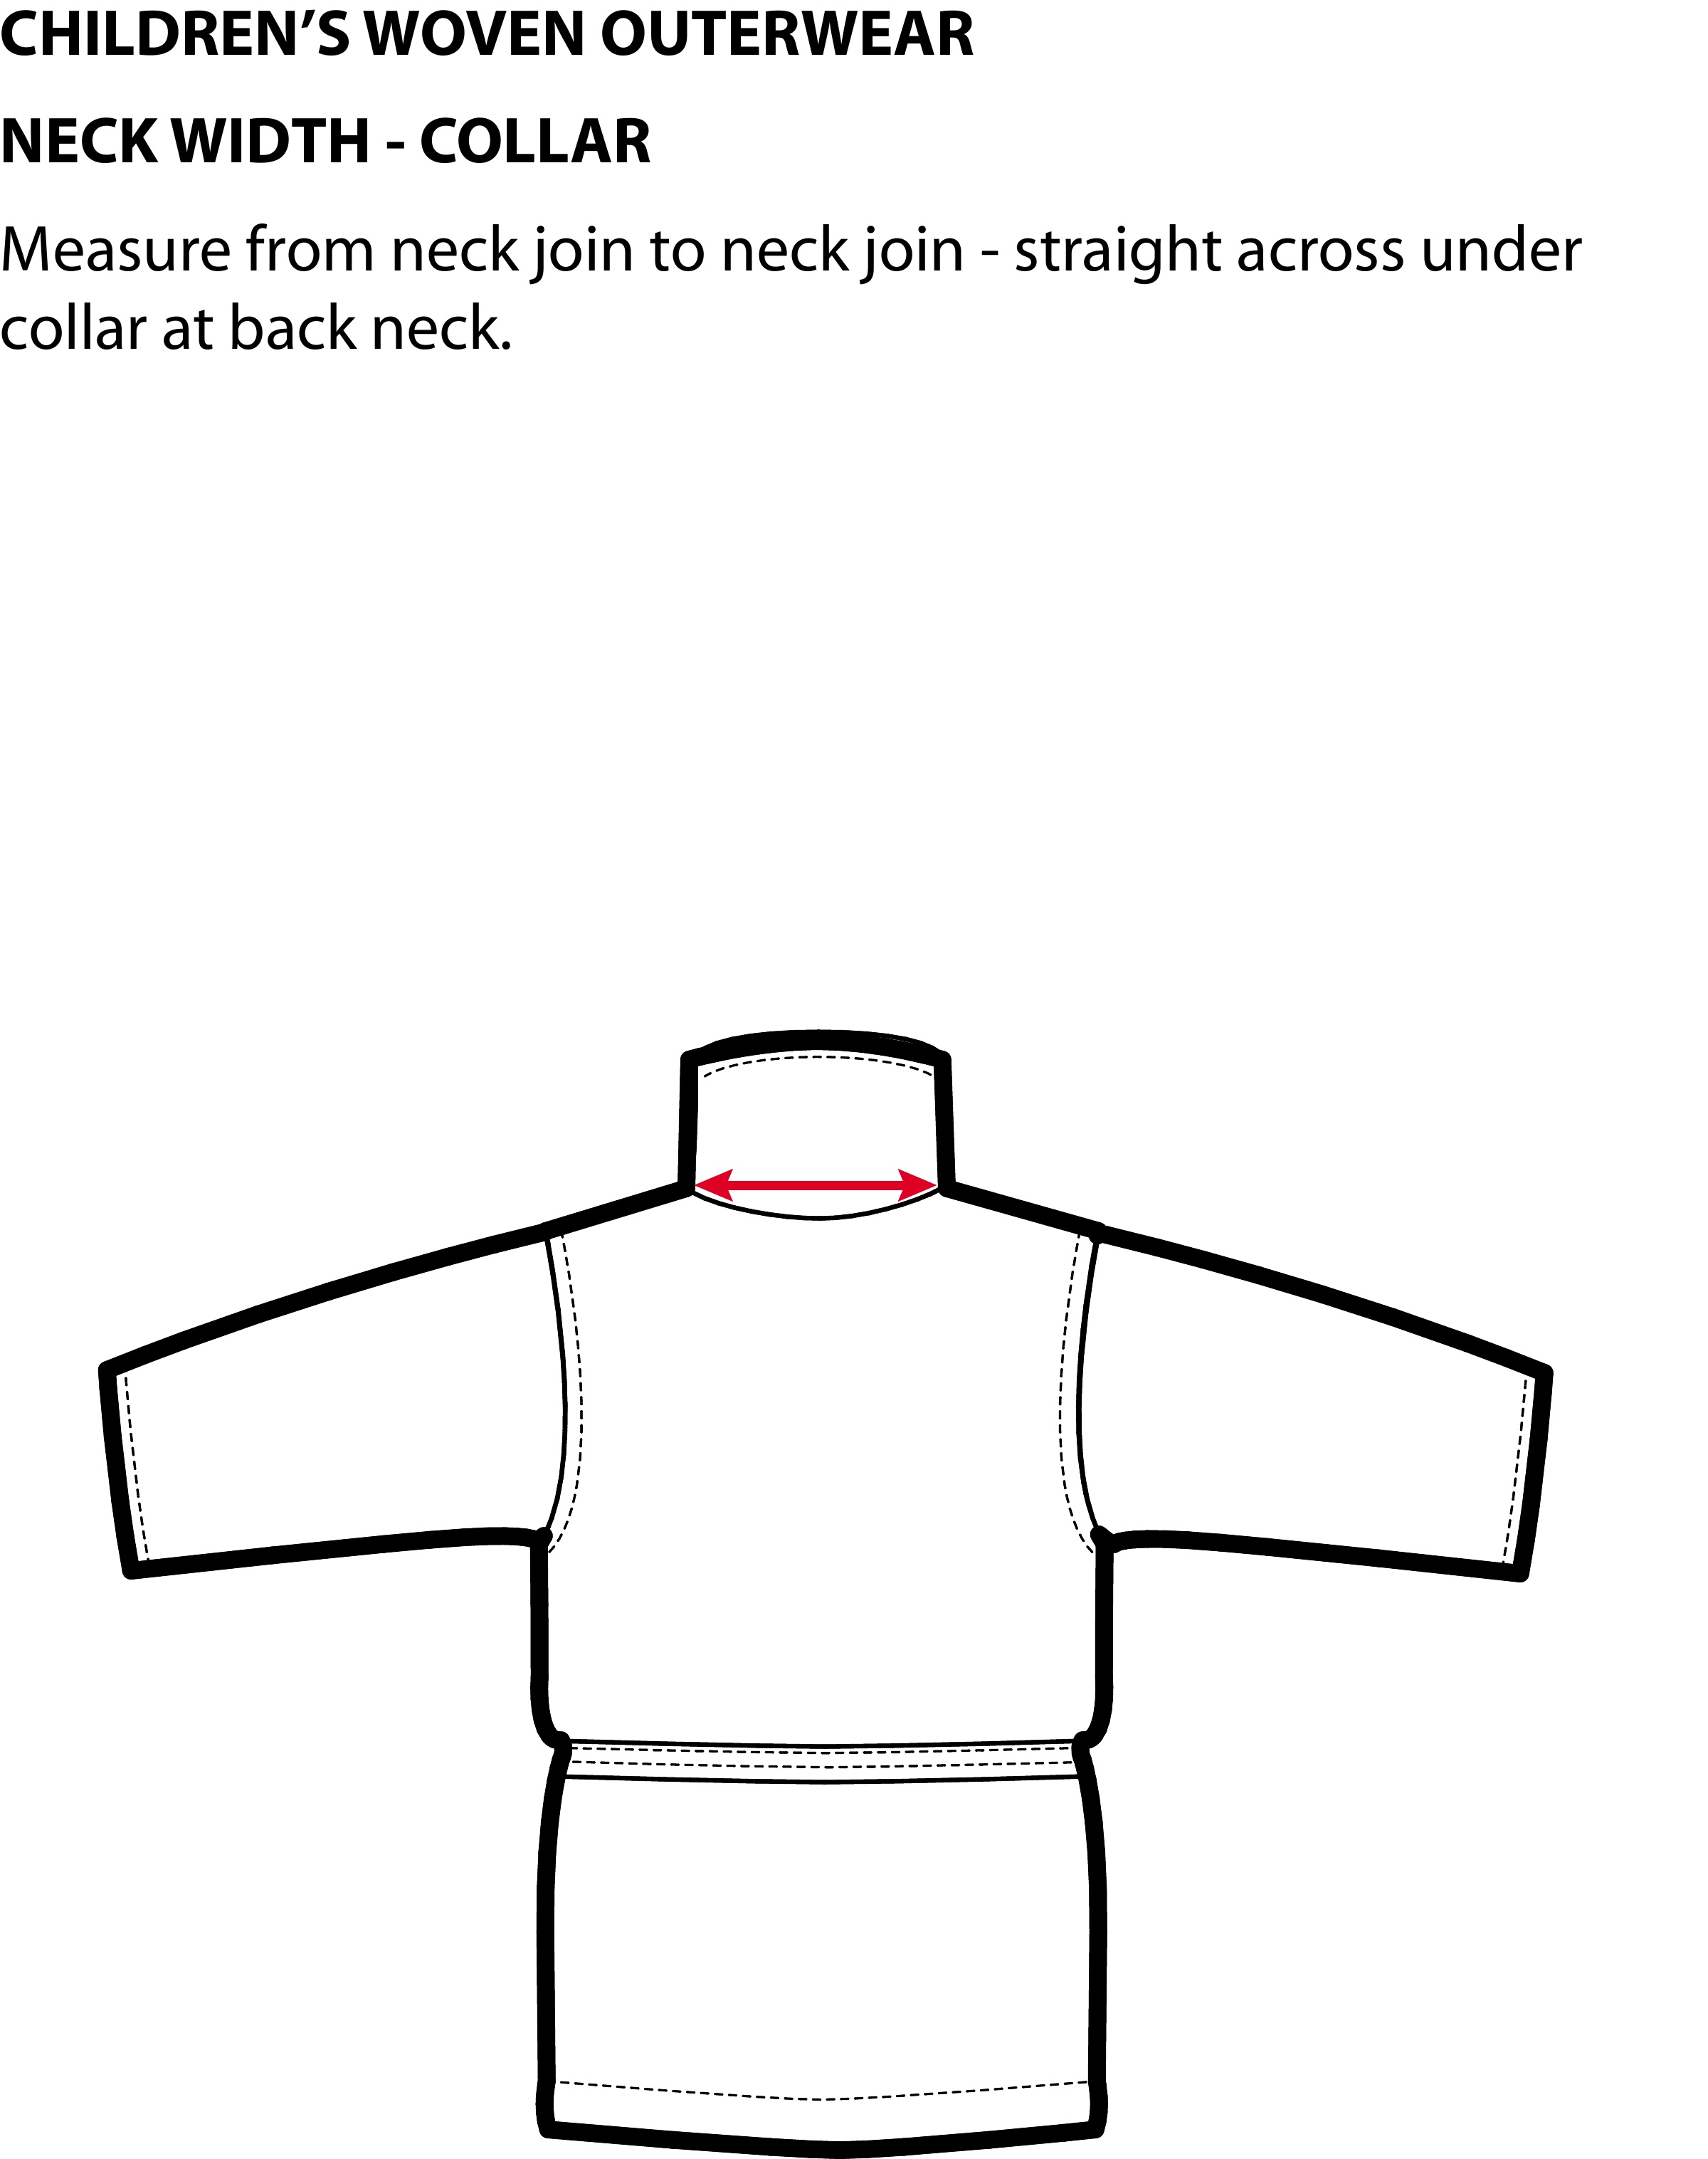 CHILDREN’S WOVEN OUTERWEAR
NECK WIDTH - COLLAR
Measure from neck join to neck join - straight across under
collar at back neck.